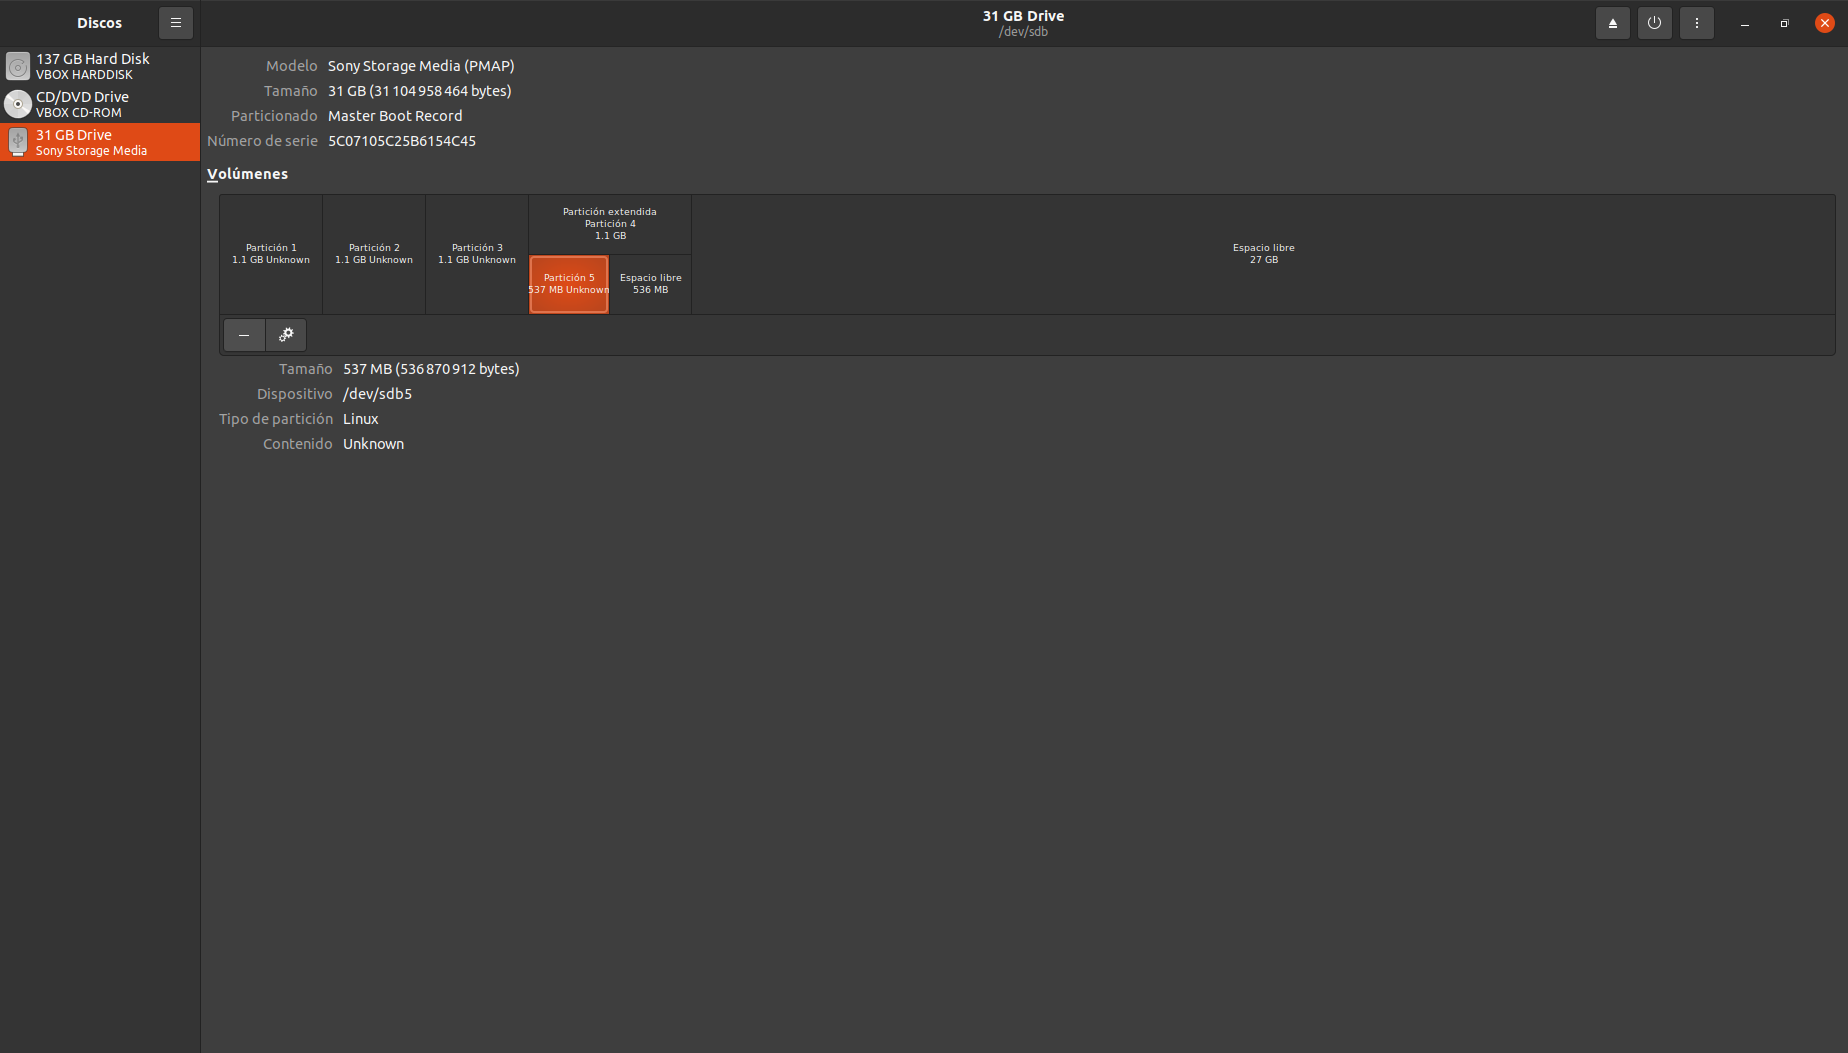 Discos
31 GB Drive
/dev/sdb
137 GB Hard Disk
VBOX HARDDISK
CD/DVD Drive
VBOX CD-ROM
31 GB Drive
Sony Storage Media
Modelo Sony Storage Media (PMAP)
Tamaño 31 GB (31 104 958 464 bytes)
Particionado Master Boot Record
Número de serie 5C07105C25B6154C45
Volúmenes
Partición 1
1.1 GB Unknown
Partición 2
1.1 GB Unknown
Partición 3
1.1 GB Unknown
Partición extendida
Partición 4
1.1 GB
Partición 5
537 MB Unknown
Espacio libre
536 MB
Espacio libre
27 GB
Tamaño 537 MB (536 870 912 bytes)
Dispositivo /dev/sdb5
Tipo de partición Linux
Contenido Unknown